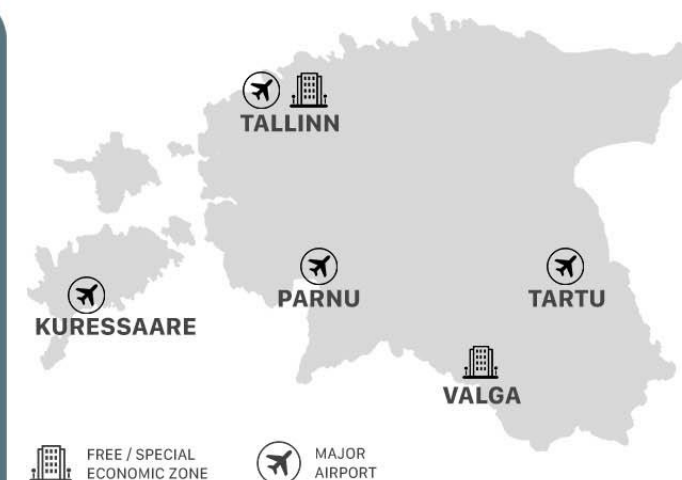 TALLINN
PARNU
TARTU
KURESSAARE
VALGA
FREE / SPECIAL
ECONOMIC ZONE
MAJOR
AIRPORT